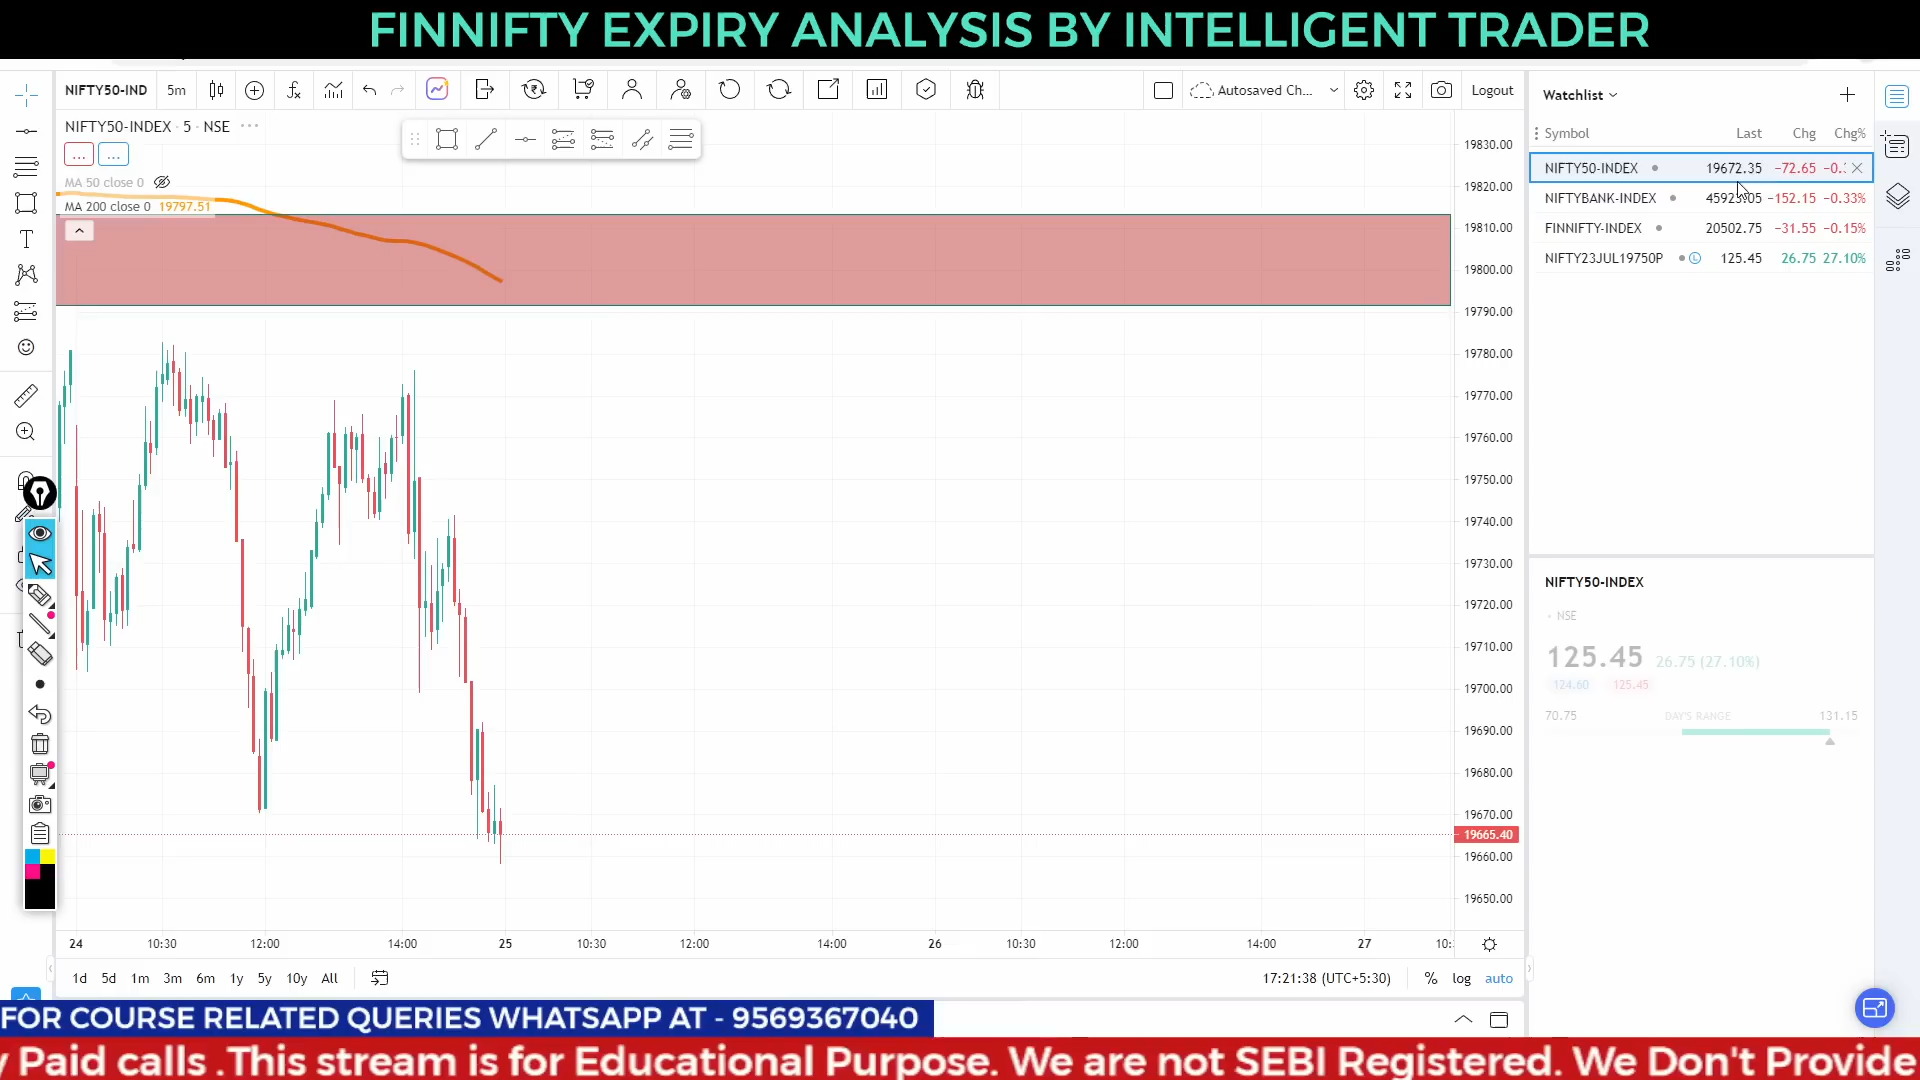 FINNIFTY EXPIRY ANALYSIS BY INTELLIGENT TRADER
NIFTY50-IND 5m Autosaved Ch... Logout
NIFTY50-INDEX · 5 · NSE ···
... ...
MA 50 close 0
MA 200 close 0 19797.51
19830.00
19820.00
19810.00
19800.00
19790.00
19780.00
19770.00
19760.00
19750.00
19740.00
19730.00
19720.00
19710.00
19700.00
19690.00
19680.00
19670.00
19665.40
19660.00
19650.00
24 10:30 12:00 14:00 25 10:30 12:00 14:00 26 10:30 12:00 14:00 27 10:
1d 5d 1m 3m 6m 1y 5y 10y All
17:21:38 (UTC+5:30) % log auto
Watchlist
Symbol Last Chg Chg%
NIFTY50-INDEX 19672.35 −72.65 −0.
NIFTYBANK-INDEX −152.15 −0.33%
FINNIFTY-INDEX 20502.75 −31.55 −0.15%
NIFTY23JUL19750P L 125.45 26.75 27.10%
NIFTY50-INDEX
NSE
125.45 26.75 (27.10%)
124.60 125.45
70.75 DAY'S RANGE 131.15
FOR COURSE RELATED QUERIES WHATSAPP AT - 9569367040
y Paid calls .This stream is for Educational Purpose. We are not SEBI Registered. We Don't Provide